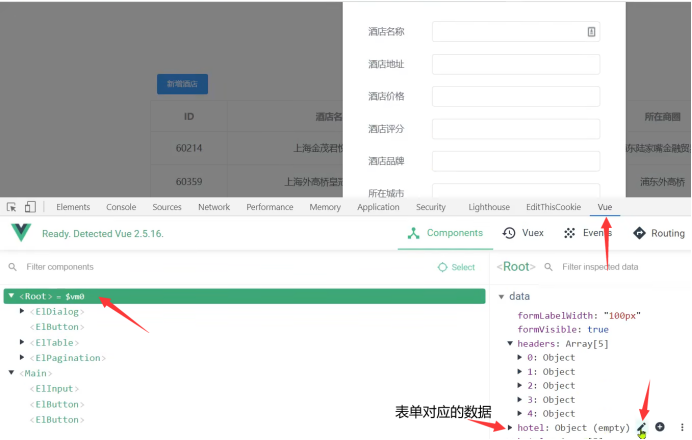 酒店名称
酒店地址
新增酒店
酒店价格
ID
酒店名
酒店评分
所在商圈
60214
上海金茂君悦
酒店品牌
东陆家嘴金融贸
60359
上海外高桥皇冠
所在城市
浦东外高桥
Elements Console Sources Network Performance Memory Application Security Lighthouse EditThisCookie Vue
Ready. Detected Vue 2.5.16.
Components Vuex Events Routing
Filter components
Select
<Root> Filter inspected data
<Root> = $vm0
<ElDialog>
<ElButton>
<ElTable>
<ElPagination>
<Main>
<ElInput>
<ElButton>
<ElButton>
data
formLabelWidth: "100px"
formVisible: true
headers: Array[5]
0: Object
1: Object
2: Object
3: Object
4: Object
表单对应的数据
hotel: Object (empty)